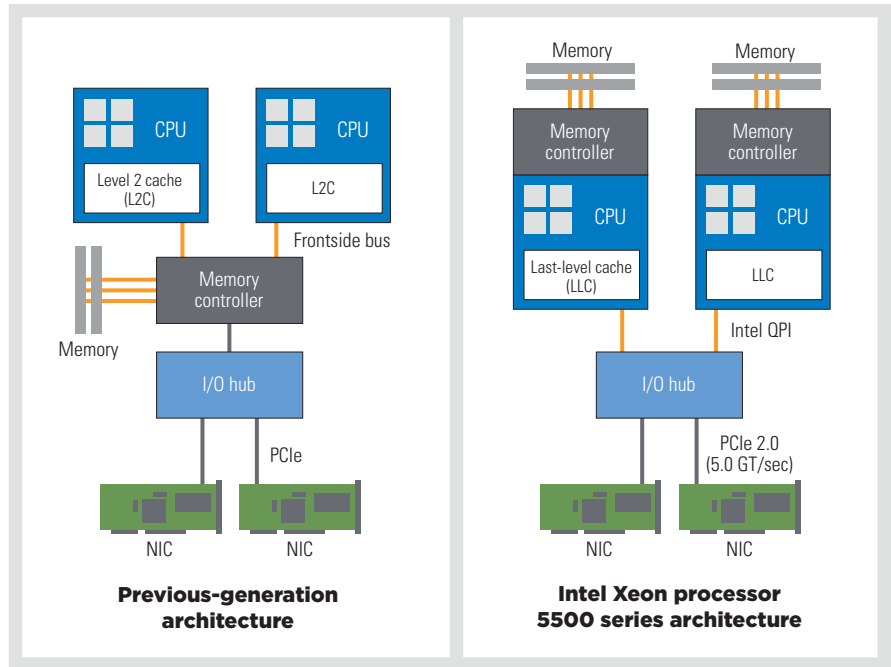 CPU
Level 2 cache
(L2C)
CPU
L2C
Frontside bus
Memory
controller
Memory
I/O hub
PCIe
NIC
NIC
Previous-generation
architecture
Memory
Memory
Memory
controller
Memory
controller
CPU
CPU
Last-level cache
(LLC)
LLC
Intel QPI
I/O hub
PCIe 2.0
(5.0 GT/sec)
NIC
NIC
Intel Xeon processor
5500 series architecture